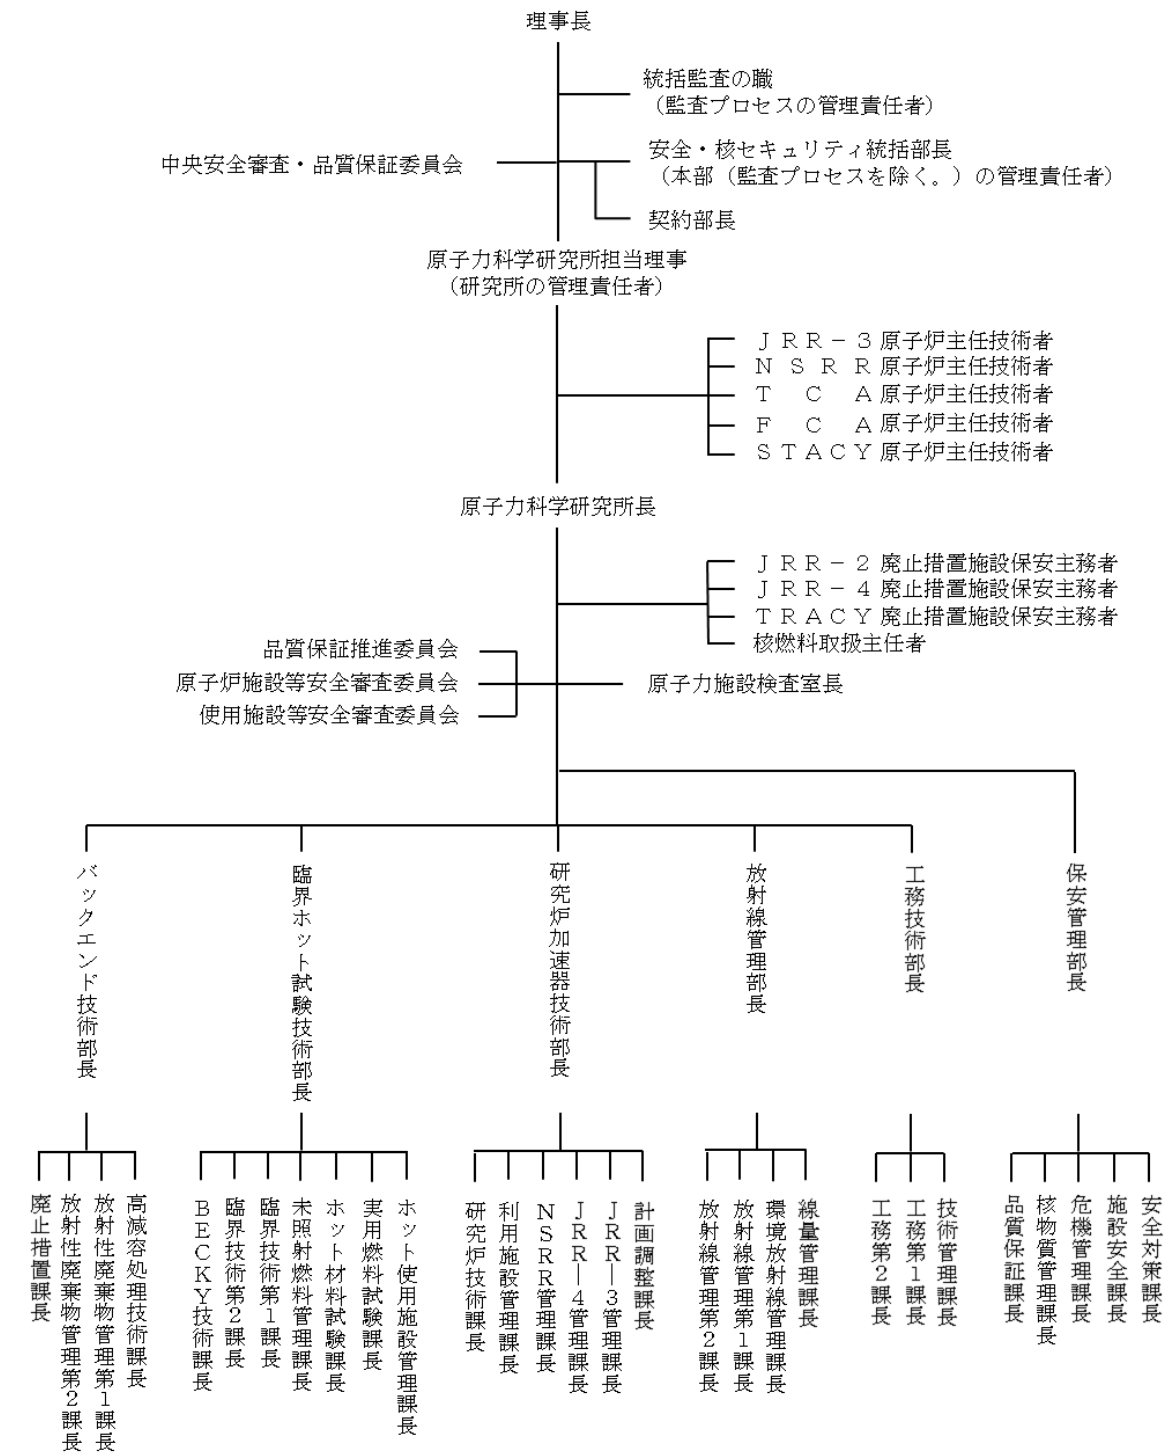 理事長
統括監査の職
（監査プロセスの管理責任者）
中央安全審査・品質保証委員会
安全・核セキュリティ統括部長
（本部（監査プロセスを除く。）の管理責任者）
契約部長
原子力科学研究所担当理事
（研究所の管理責任者）
ＪＲＲ－３原子炉主任技術者
ＮＳＲＲ原子炉主任技術者
Ｔ　Ｃ　Ａ原子炉主任技術者
Ｆ　Ｃ　Ａ原子炉主任技術者
ＳＴＡＣＹ原子炉主任技術者
原子力科学研究所長
ＪＲＲ－２廃止措置施設保安主務者
ＪＲＲ－４廃止措置施設保安主務者
ＴＲＡＣＹ廃止措置施設保安主務者
核燃料取扱主任者
品質保証推進委員会
原子炉施設等安全審査委員会
使用施設等安全審査委員会
原子力施設検査室長
バックエンド技術部長
臨界ホット試験技術部長
研究炉加速器技術部長
放射線管理部長
工務技術部長
保安管理部長
廃止措置課長
放射性廃棄物管理第２課長
放射性廃棄物管理第１課長
高減容処理技術課長
ＢＥＣＫＹ技術課長
臨界技術第２課長
臨界技術第１課長
未照射燃料管理課長
ホット材料試験課長
実用燃料試験課長
ホット使用施設管理課長
研究炉技術課長
利用施設管理課長
ＮＳＲＲ管理課長
ＪＲＲ－４管理課長
ＪＲＲ－３管理課長
計画調整課長
放射線管理第２課長
放射線管理第１課長
環境放射線管理課長
線量管理課長
工務第２課長
工務第１課長
技術管理課長
品質保証課長
核物質管理課長
危機管理課長
施設安全課長
安全対策課長